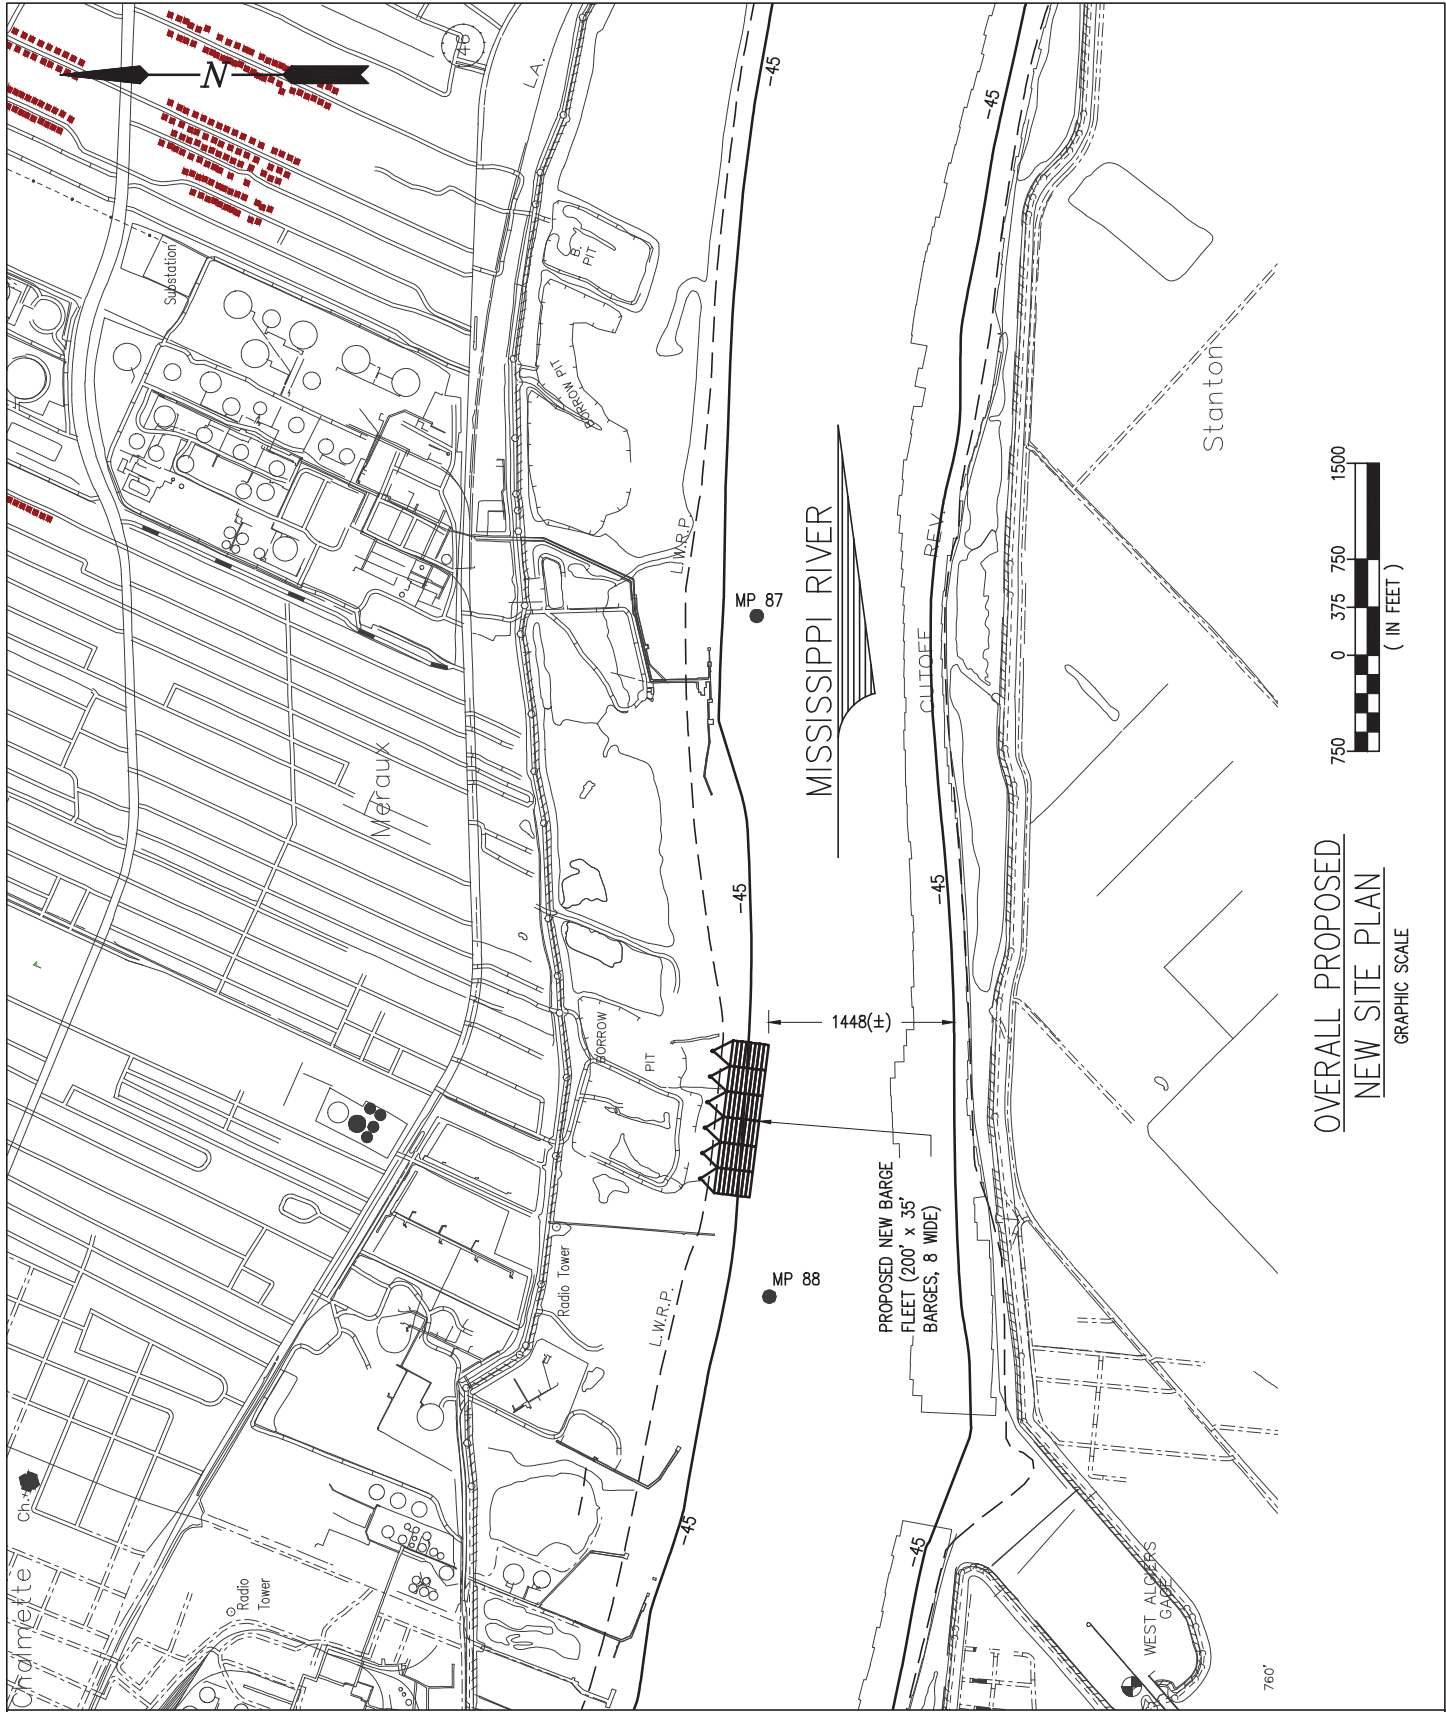 N
46
LA.
-45
-45
Substation
B.
PIT
BORROW PIT
Stanton
L.W.R.P.
MP 87
MISSISSIPPI RIVER
CUTOFF REV.
Meraux
-45
-45
1448(±)
BORROW
PIT
PROPOSED NEW BARGE
FLEET (200' x 35'
BARGES, 8 WIDE)
MP 88
Radio Tower
L.W.R.P.
Ch.
Chalmette
Radio
Tower
-45
-45
WEST ALGIERS
GAGE
760'
750
0
375
750
1500
( IN FEET )
OVERALL PROPOSED
NEW SITE PLAN
GRAPHIC SCALE